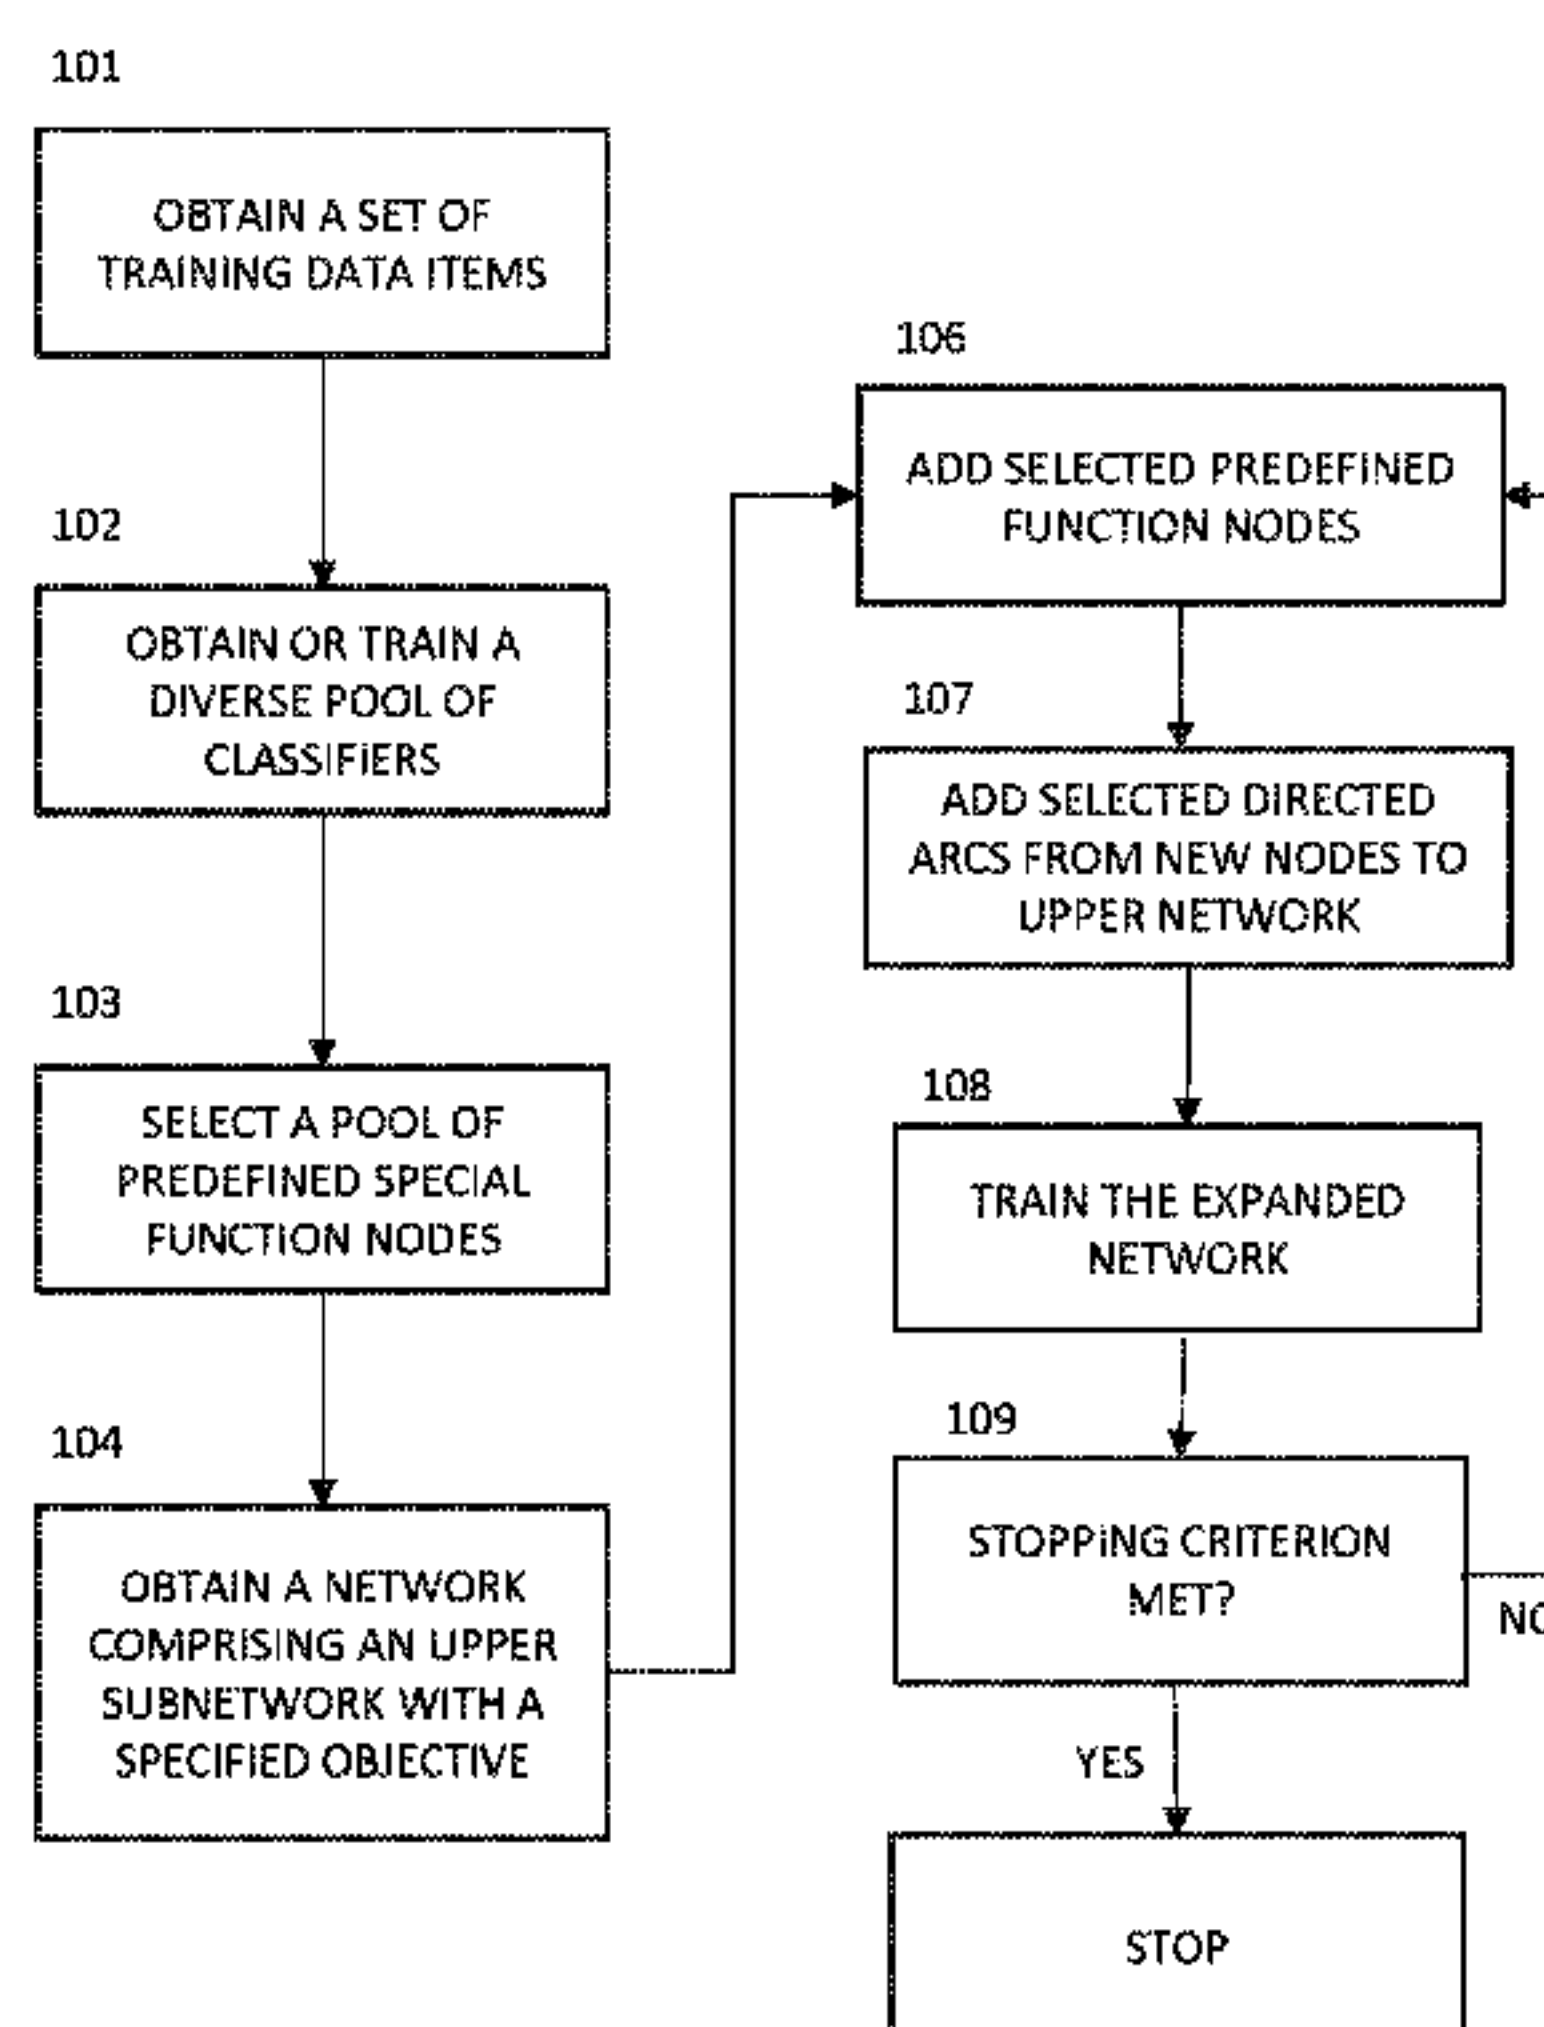 101
OBTAIN A SET OF
TRAINING DATA ITEMS
102
OBTAIN OR TRAIN A
DIVERSE POOL OF
CLASSIFIERS
103
SELECT A POOL OF
PREDEFINED SPECIAL
FUNCTION NODES
104
OBTAIN A NETWORK
COMPRISING AN UPPER
SUBNETWORK WITH A
SPECIFIED OBJECTIVE
106
ADD SELECTED PREDEFINED
FUNCTION NODES
107
ADD SELECTED DIRECTED
ARCS FROM NEW NODES TO
UPPER NETWORK
108
TRAIN THE EXPANDED
NETWORK
109
STOPPING CRITERION
MET?
NO
YES
STOP